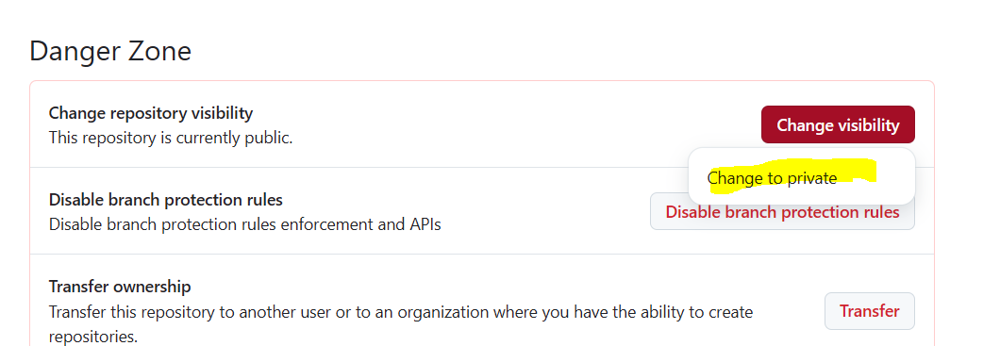 Danger Zone
Change repository visibility
This repository is currently public.
Change visibility
Change to private
Disable branch protection rules
Disable branch protection rules enforcement and APIs
Disable branch protection rules
Transfer ownership
Transfer this repository to another user or to an organization where you have the ability to create
repositories.
Transfer